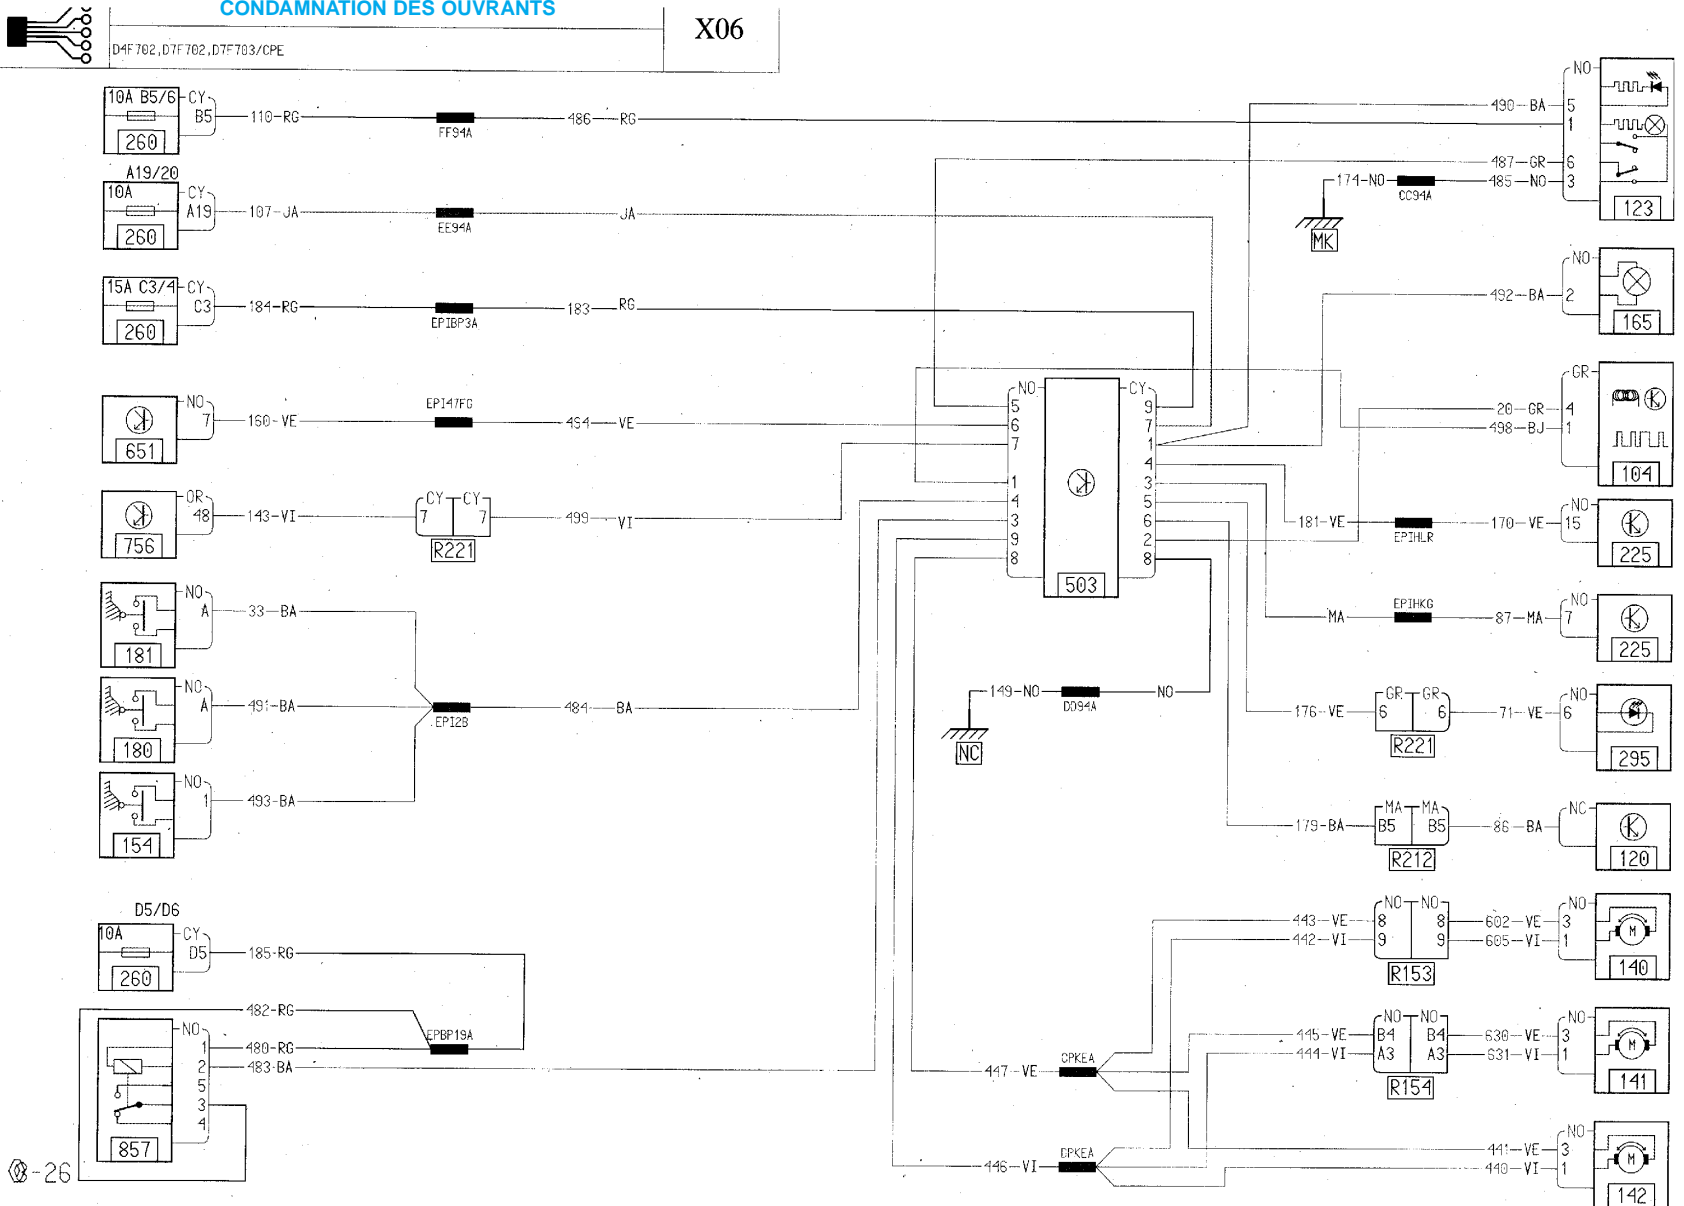 CONDAMNATION DES OUVRANTS
X06
D4F702,D7F702,D7F703/CPE
10A B5/6 CY
B5 110-RG FF94A 486 RG
260
A19/20
10A CY
A19 107-JA EE94A JA
260
15A C3/4 CY
C3 184-RG EPIBP3A 183 RG
260
NO
7 160-VE EPI47FG 494 VE
651
OR
48 143-VI CY CY
7 7 499 VI
756 R221
NO
A 33-BA
181
NO
A 491-BA EPI2B 484-BA
180
NO
1 493-BA
154
D5/D6
10A CY
D5 185-RG
260
482-RG
EPBP19A
NO
1 480-RG
2 483-BA
5
3
4
857
-26
NO CY
5 9
6 7
7 1
4
1 3
4 5
3 6
9 2
8 8
503
149-NO DD94A NO
NC
447-VE CPKEA
446-VI DPKEA
NO
490-BA 5
1
487-GR 6
174-NO CC94A 485-NO 3
MK
123
NO
492-BA 2
165
GR
20-GR 4
498-BJ 1
104
NO
181-VE EPIHLR 170-VE 15
225
NO
MA EPIHKG 87-MA 7
225
GR GR NO
176-VE 6 6 71-VE 6
R221 295
MA MA NC
179-BA B5 B5 86-BA
R212 120
NO NO NO
443-VE 8 8 602-VE 3
442-VI 9 9 605-VI 1
M
R153 140
NO NO NO
445-VE B4 B4 630-VE 3
444-VI A3 A3 631-VI 1
M
R154 141
NO
441-VE 3
440-VI 1
M
142